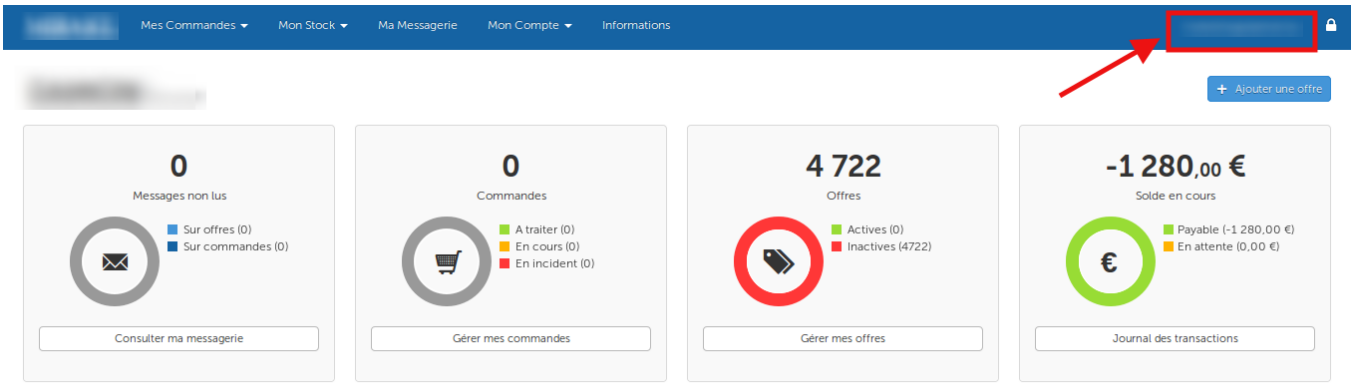 Mes Commandes Mon Stock Ma Messagerie Mon Compte Informations
+ Ajouter une offre
0
Messages non lus
Sur offres (0)
Sur commandes (0)
Consulter ma messagerie
0
Commandes
A traiter (0)
En cours (0)
En incident (0)
Gérer mes commandes
4 722
Offres
Actives (0)
Inactives (4722)
Gérer mes offres
-1 280,00 €
Solde en cours
€
Payable (-1 280,00 €)
En attente (0,00 €)
Journal des transactions